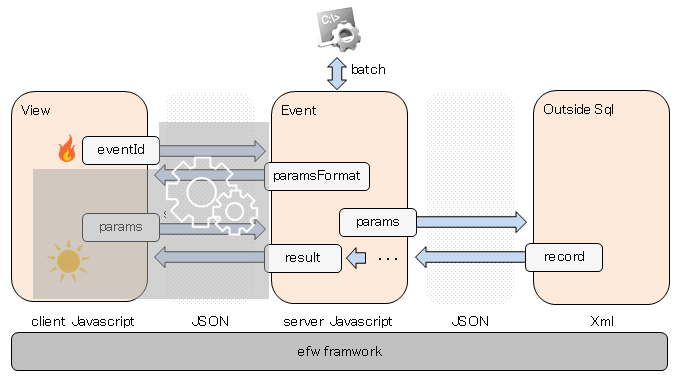 C:\>
batch
View
Event
Outside Sql
eventId
paramsFormat
params
params
result
...
record
client Javascript
JSON
server Javascript
JSON
Xml
efw framwork